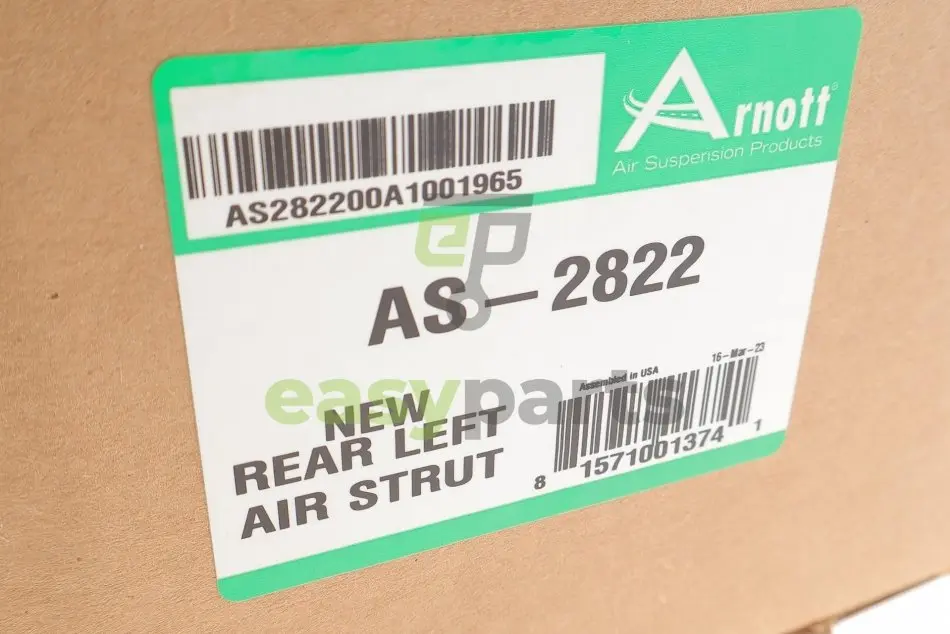 Arnott®
Air Suspension Products
AS282200A1001965
ep
AS-2822
16-Mar-23
Assembled in USA
easyparts
NEW
REAR LEFT
AIR STRUT
8 1571001374 1